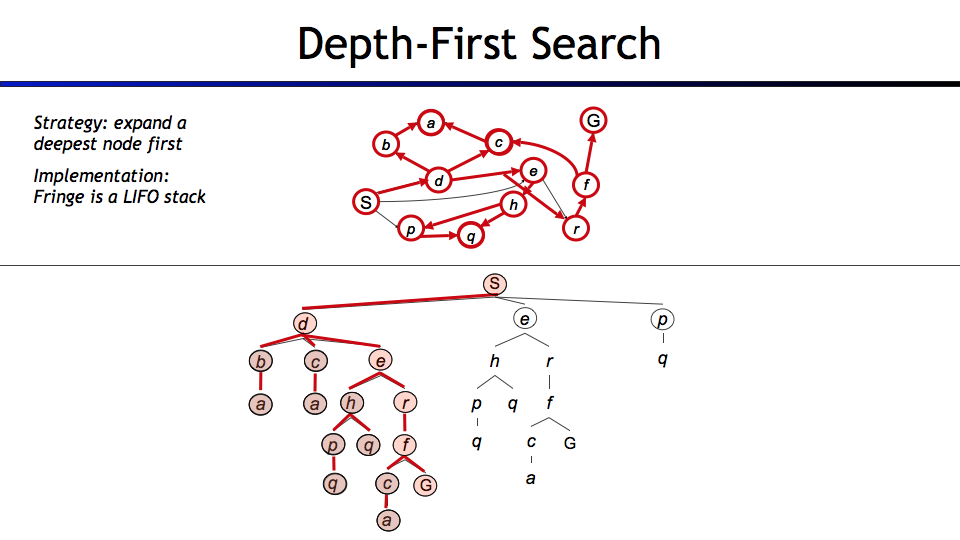 Depth-First Search
Strategy: expand a
deepest node first
Implementation:
Fringe is a LIFO stack
a
G
b
c
d
e
f
S
h
p
q
r
S
d
e
p
b
c
e
h
r
q
a
a
h
r
p
q
f
p
q
f
q
c
G
q
c
G
a
a